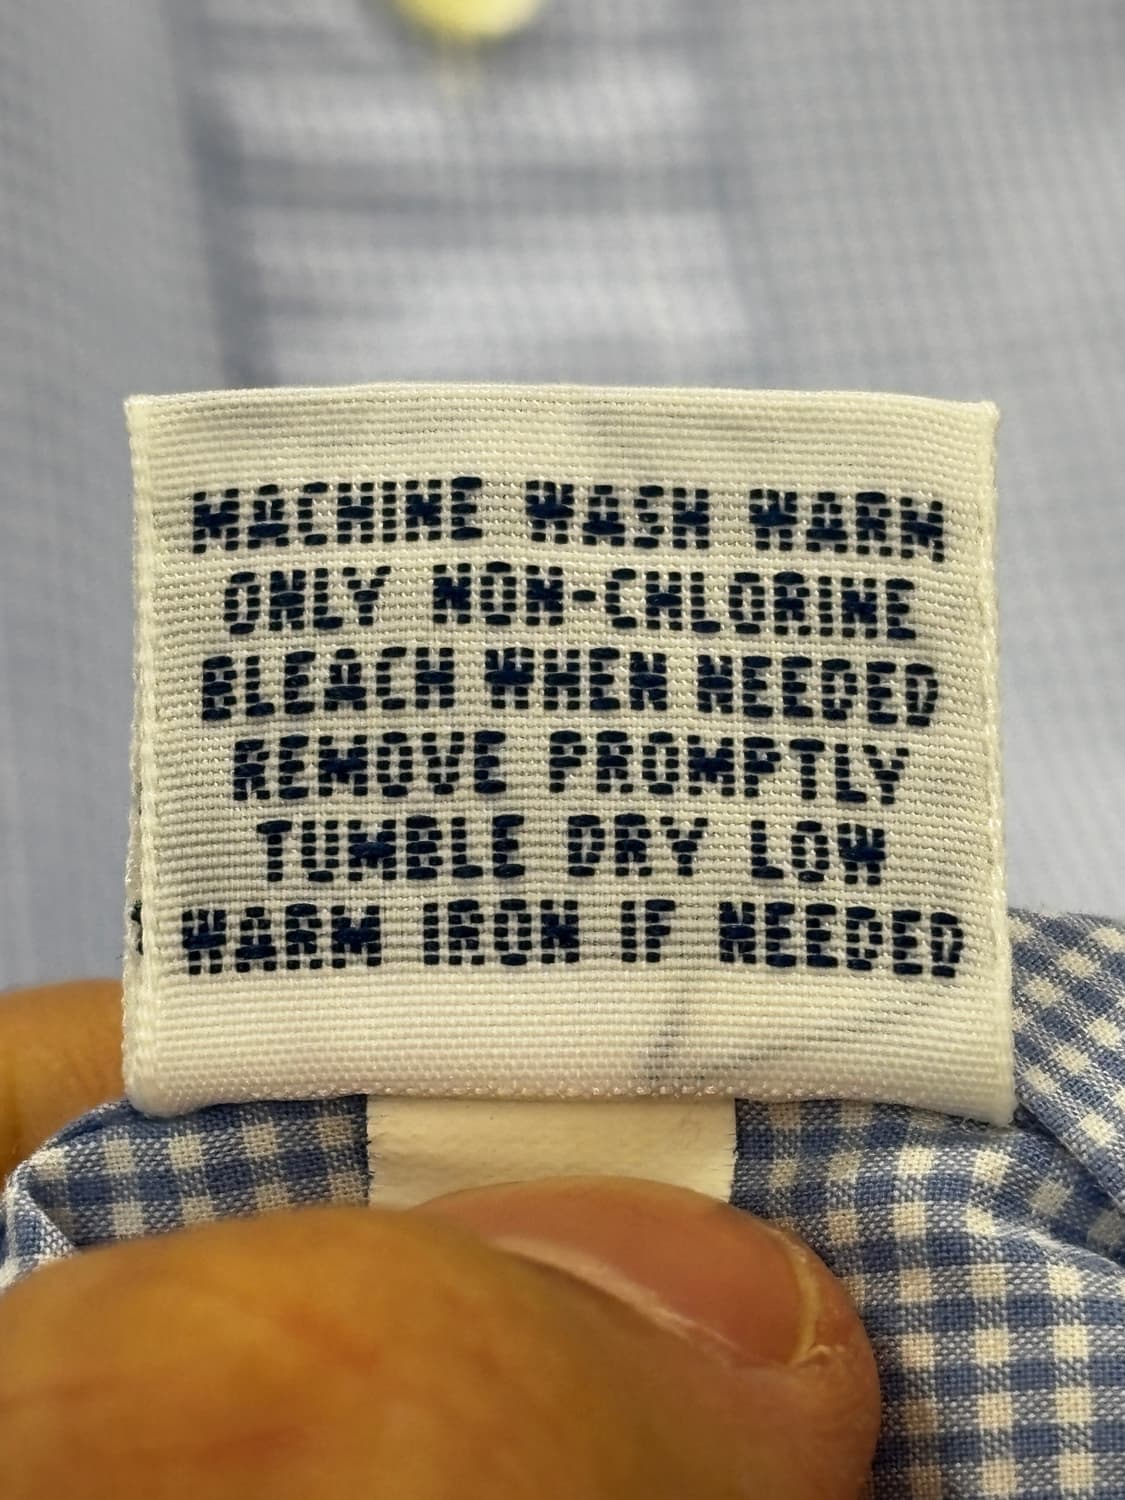 MACHINE WASH WARM,
ONLY NON-CHLORINE
BLEACH WHEN NEEDED
REMOVE PROMPTLY
TUMBLE DRY LOW
WARM IRON IF NEEDED